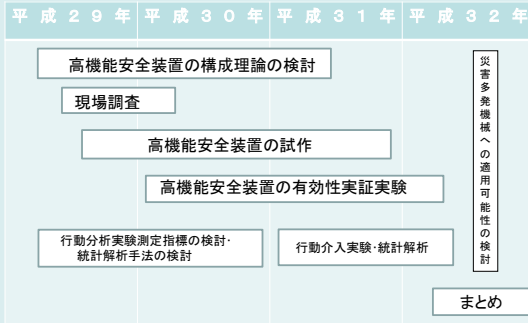 平成29年 平成30年 平成31年 平成32年
高機能安全装置の構成理論の検討
現場調査
高機能安全装置の試作
高機能安全装置の有効性実証実験
行動分析実験測定指標の検討・
統計解析手法の検討
行動介入実験・統計解析
災害多発機械への適用可能性の検討
まとめ